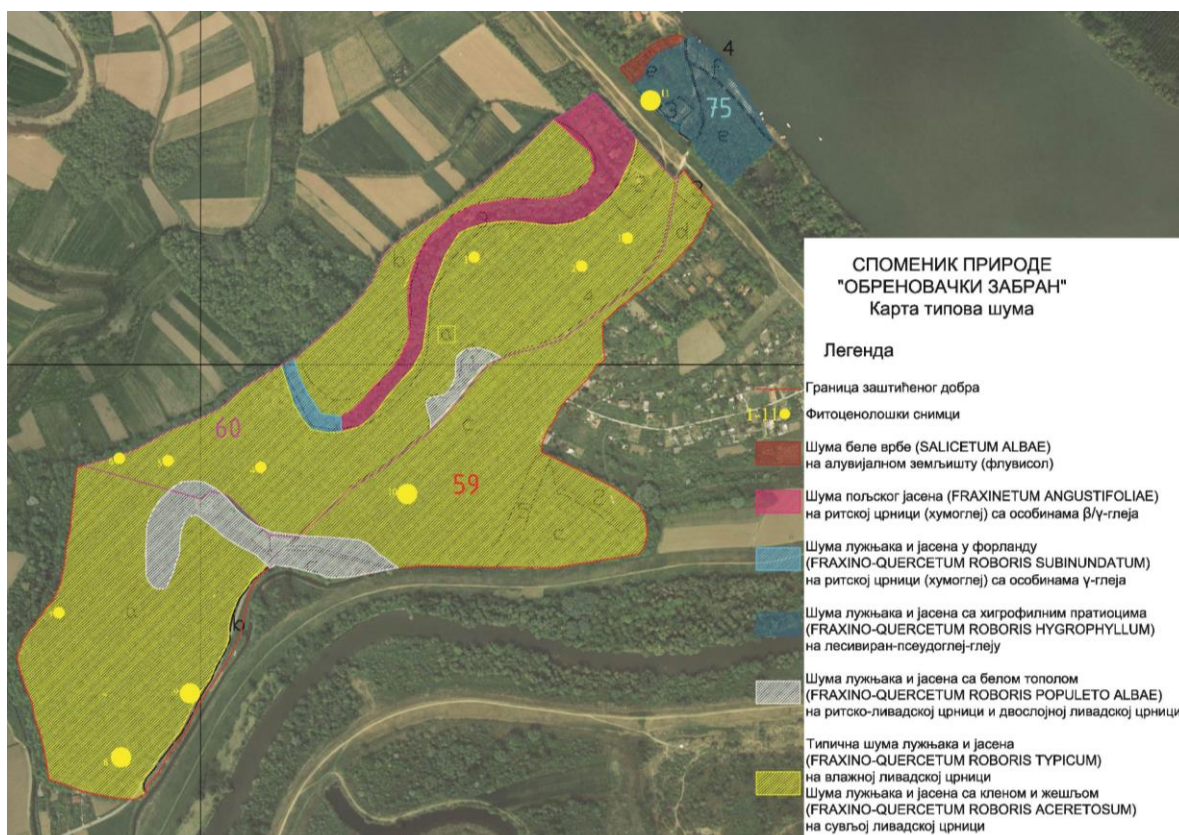 4
e
f
3
75
e
d
b
a
4
c
60
59
c
c
a
b
СПОМЕНИК ПРИРОДЕ
"ОБРЕНОВАЧКИ ЗАБРАН"
Карта типова шума
Легенда
Граница заштићеног добра
1-11
Фитоценолошки снимци
Шума беле врбе (SALICETUM ALBAE)
на алувијалном земљишту (флувисол)
Шума пољског јасена (FRAXINETUM ANGUSTIFOLIAE)
на ритској црници (хумоглеј) са особинама β/γ-глеја
Шума лужњака и јасена у форланду
(FRAXINO-QUERCETUM ROBORIS SUBINUNDATUM)
на ритској црници (хумоглеј) са особинама γ-глеја
Шума лужњака и јасена са хигрофилним пратиоцима
(FRAXINO-QUERCETUM ROBORIS HYGROPHYLLUM)
на лесивиран-псеудоглеј-глеју
Шума лужњака и јасена са белом тополом
(FRAXINO-QUERCETUM ROBORIS POPULETO ALBAE)
на ритско-ливадској црници и двослојној ливадској црници
Типична шума лужњака и јасена
(FRAXINO-QUERCETUM ROBORIS TYPICUM)
на влажној ливадској црници
Шума лужњака и јасена са кленом и жешљом
(FRAXINO-QUERCETUM ROBORIS ACERETOSUM)
на сувљој ливадској црници